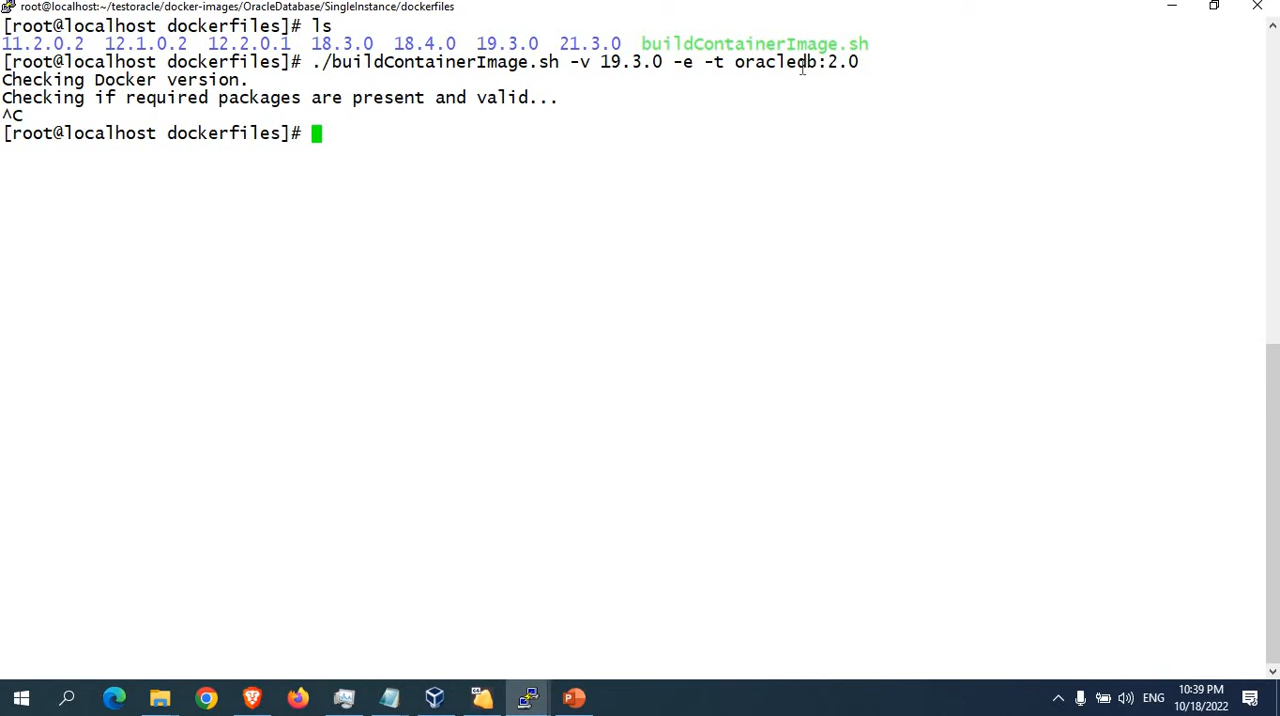 root@localhost:~/testoracle/docker-images/OracleDatabase/SingleInstance/dockerfiles
[root@localhost dockerfiles]# ls
11.2.0.2  12.1.0.2  12.2.0.1  18.3.0  18.4.0  19.3.0  21.3.0  buildContainerImage.sh
[root@localhost dockerfiles]# ./buildContainerImage.sh -v 19.3.0 -e -t oracledb:2.0
Checking Docker version.
Checking if required packages are present and valid...
^C
[root@localhost dockerfiles]#
ENG
10:39 PM
10/18/2022